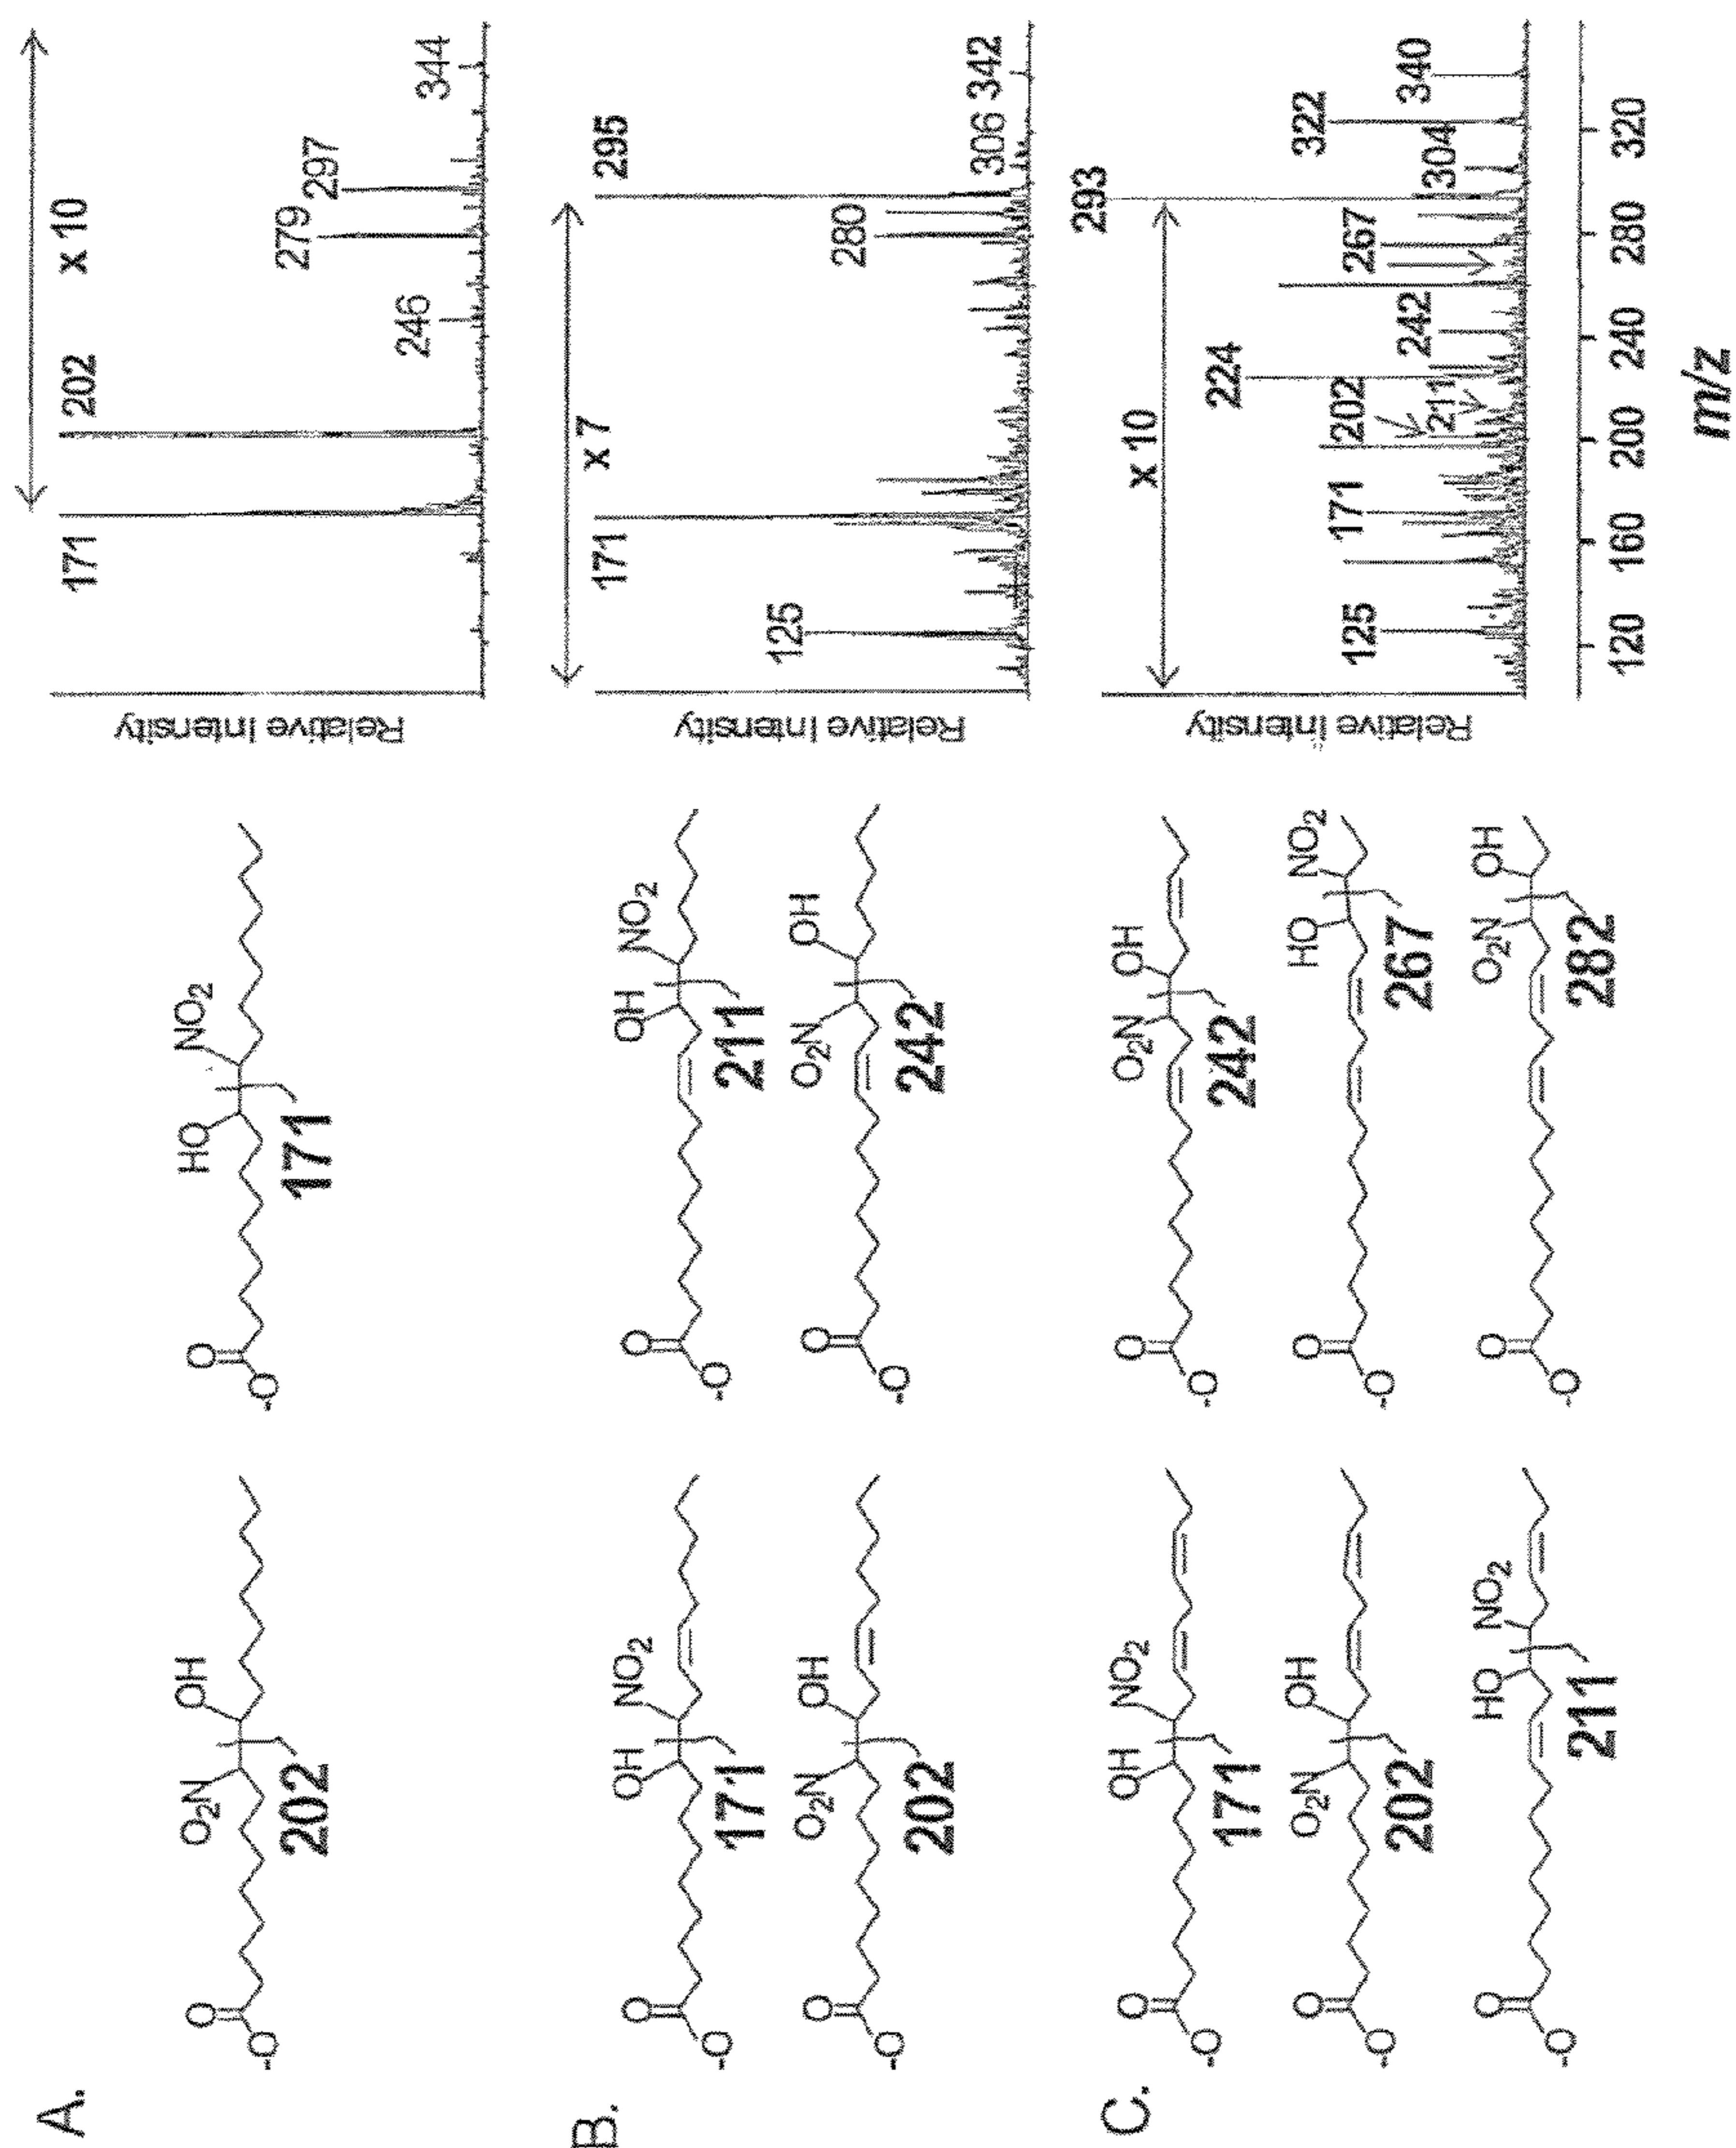 A.
O₂N OH
O
-O
202
HO NO₂
O
-O
171
Relative Intensity
x 10
171
202
246
279
297
344
B.
OH NO₂
O
-O
171
OH NO₂
O
-O
211
O₂N OH
O
-O
202
O₂N OH
O
-O
242
Relative Intensity
x 7
125
171
280
295
306
342
C.
OH NO₂
O
-O
171
O₂N OH
O
-O
242
O₂N OH
O
-O
202
HO NO₂
O
-O
267
HO NO₂
O
-O
211
O₂N OH
O
-O
282
Relative Intensity
x 10
125
171
202
211
224
242
267
293
304
322
340
120 160 200 240 280 320
m/z